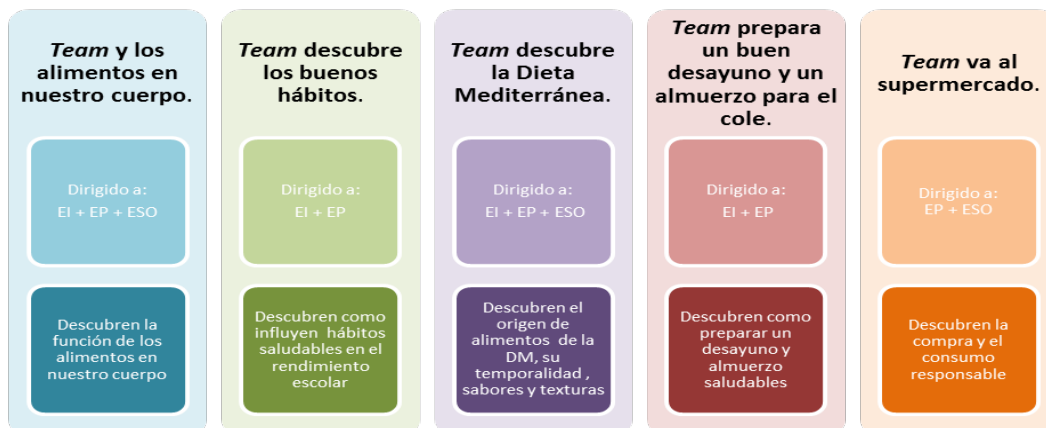 Team y los
alimentos en
nuestro cuerpo.
Dirigido a:
EI + EP + ESO
Descubren la
función de los
alimentos en
nuestro cuerpo
Team descubre
los buenos
hábitos.
Dirigido a:
EI + EP
Descubren como
influyen hábitos
saludables en el
rendimiento
escolar
Team descubre
la Dieta
Mediterránea.
Dirigido a:
EI + EP + ESO
Descubren el
origen de
alimentos de la
DM, su
temporalidad ,
sabores y texturas
Team prepara
un buen
desayuno y un
almuerzo para el
cole.
Dirigido a:
EI + EP
Descubren como
preparar un
desayuno y
almuerzo
saludables
Team va al
supermercado.
Dirigido a:
EP + ESO
Descubren la
compra y el
consumo
responsable